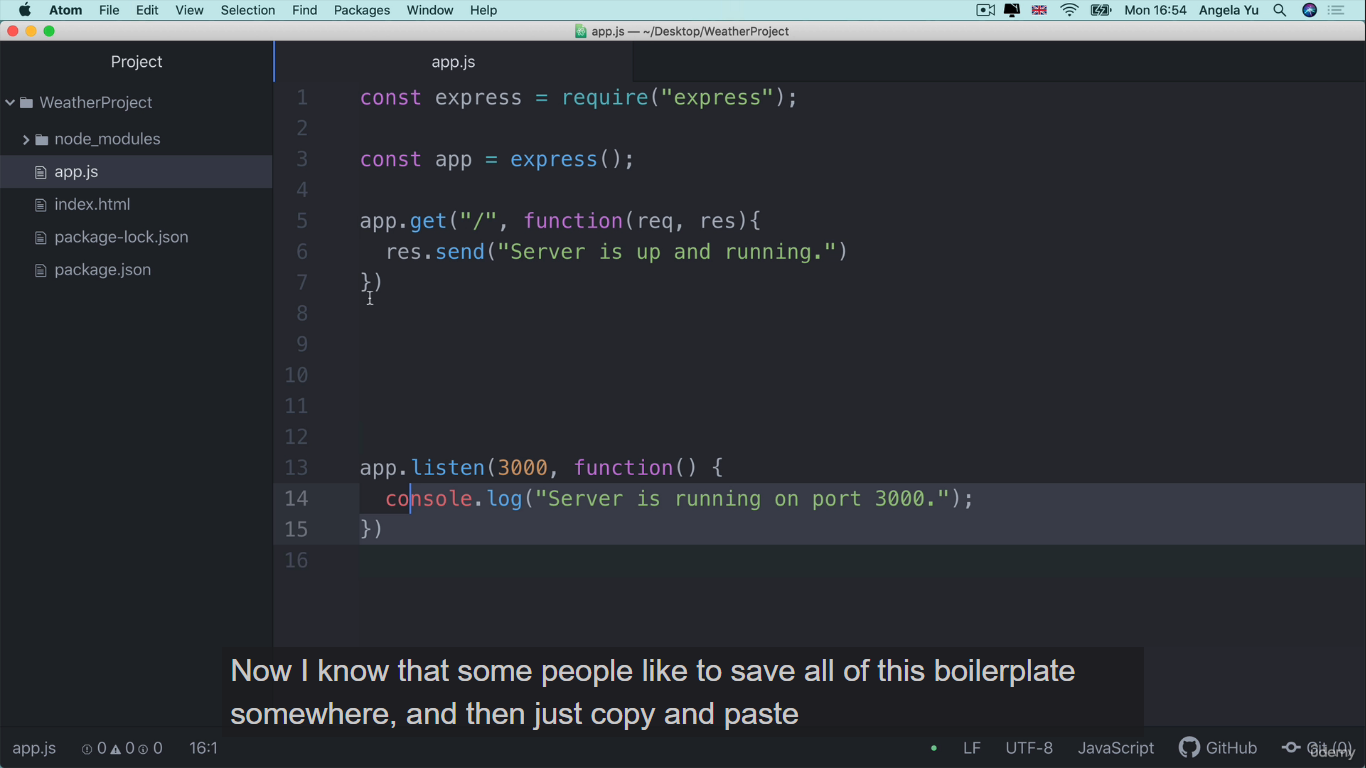 Atom File Edit View Selection Find Packages Window Help Mon 16:54 Angela Yu
app.js — ~/Desktop/WeatherProject
Project
app.js
WeatherProject
node_modules
app.js
index.html
package-lock.json
package.json
1 const express = require("express");
2
3 const app = express();
4
5 app.get("/", function(req, res){
6 res.send("Server is up and running.")
7 })
8
9
10
11
12
13 app.listen(3000, function() {
14 console.log("Server is running on port 3000.");
15 })
16
Now I know that some people like to save all of this boilerplate
somewhere, and then just copy and paste
app.js 0 0 0 16:1 LF UTF-8 JavaScript GitHub Git (0)
ûdemy